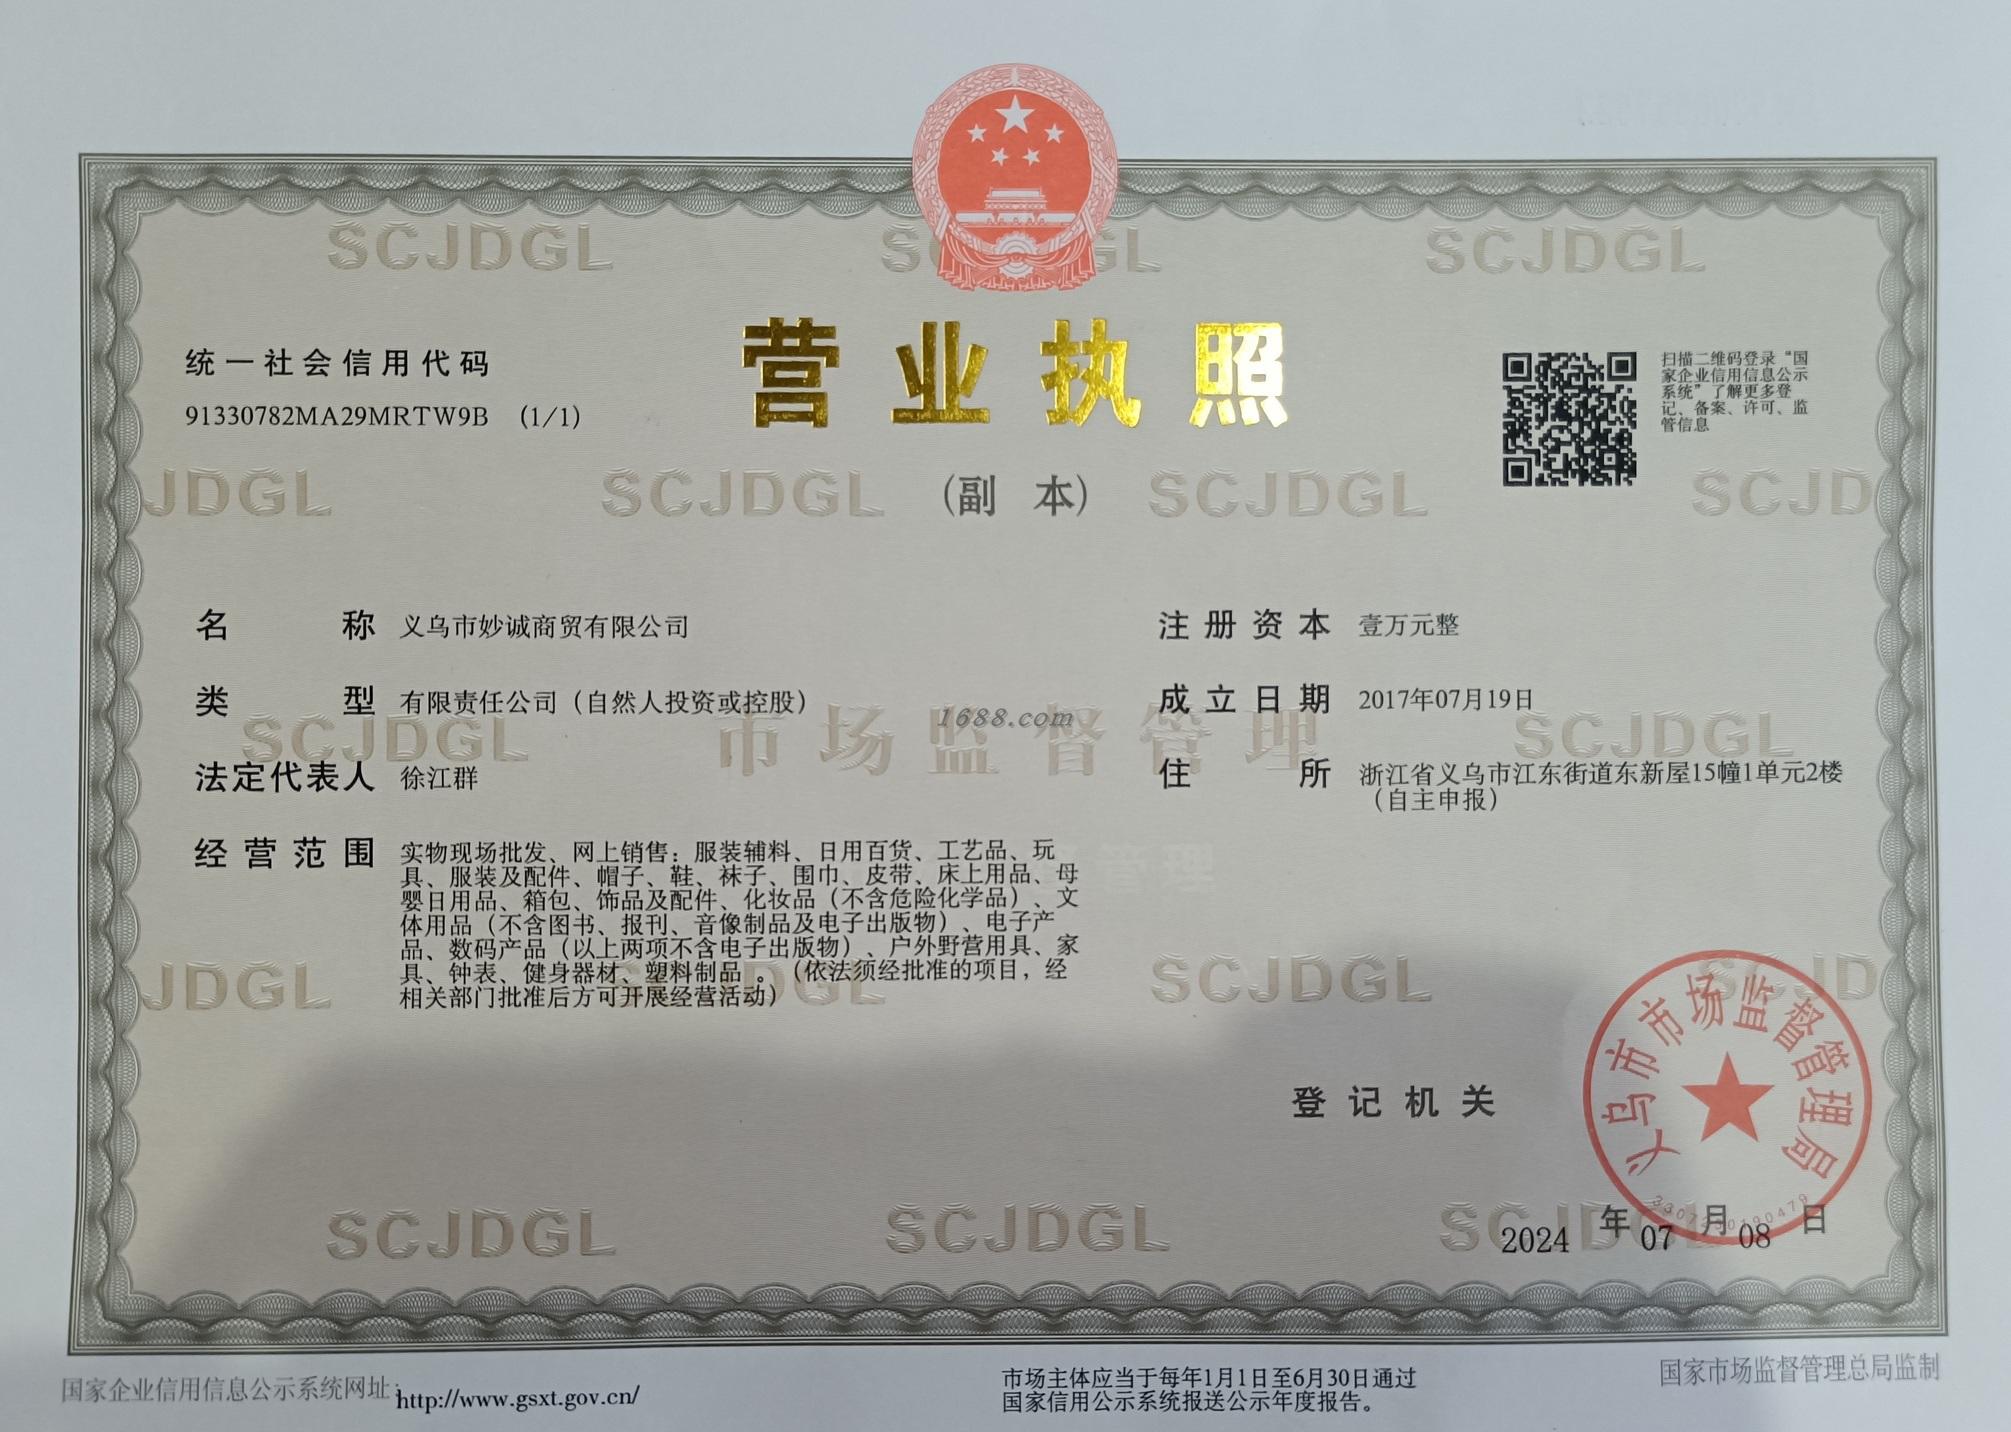 营业执照
(副 本)
统一社会信用代码
91330782MA29MRTW9B (1/1)
扫描二维码登录“国
家企业信用信息公示
系统”了解更多登
记、备案、许可、监
管信息
名 称 义乌市妙诚商贸有限公司
类 型 有限责任公司（自然人投资或控股）
法定代表人 徐江群
经营范围 实物现场批发、网上销售：服装辅料、日用百货、工艺品、玩
具、服装及配件、帽子、鞋、袜子、围巾、皮带、床上用品、母
婴日用品、箱包、饰品及配件、化妆品（不含危险化学品）、文
体用品（不含图书、报刊、音像制品及电子出版物）、电子产
品、数码产品（以上两项不含电子出版物）、户外野营用具、家
具、钟表、健身器材、塑料制品 。（依法须经批准的项目，经
相关部门批准后方可开展经营活动）
注册资本 壹万元整
成立日期 2017年07月19日
住 所 浙江省义乌市江东街道东新屋15幢1单元2楼
（自主申报）
1688.com
市场监督管理
SCJDGL SCJDGL SCJDGL
JDGL SCJDGL SCJDGL SCJD
SCJDGL SCJDGL
JDGL SCJDGL SCJDGL SCJD
SCJDGL SCJDGL SCJDGL
登记机关
义乌市市场监督管理局
2024 年 07 月 08 日
国家企业信用信息公示系统网址: http://www.gsxt.gov.cn/
市场主体应当于每年1月1日至6月30日通过
国家信用公示系统报送公示年度报告。
国家市场监督管理总局监制